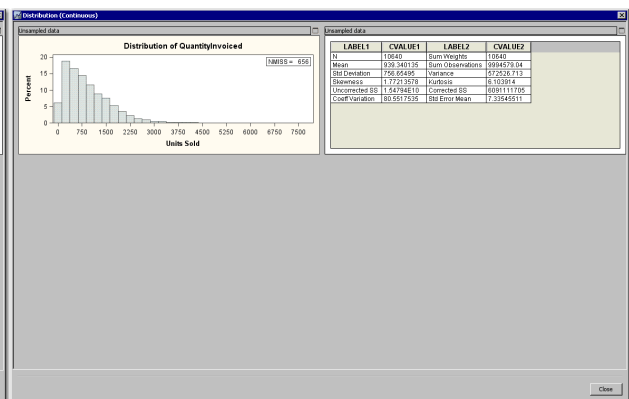 Distribution (Continuous)
Unsampled data
Distribution of QuantityInvoiced
NMISS = 656
20
15
10
5
0
Percent
0 750 1500 2250 3000 3750 4500 5250 6000 6750 7500
Units Sold
Unsampled data
LABEL1 CVALUE1 LABEL2 CVALUE2
N 10640 Sum Weights 10640
Mean 939.340135 Sum Observations 9994579.04
Std Deviation 756.65495 Variance 572526.713
Skewness 1.77213578 Kurtosis 6.103914
Uncorrected SS 1.54794E10 Corrected SS 6091111705
Coeff Variation 80.5517535 Std Error Mean 7.33545511
Close